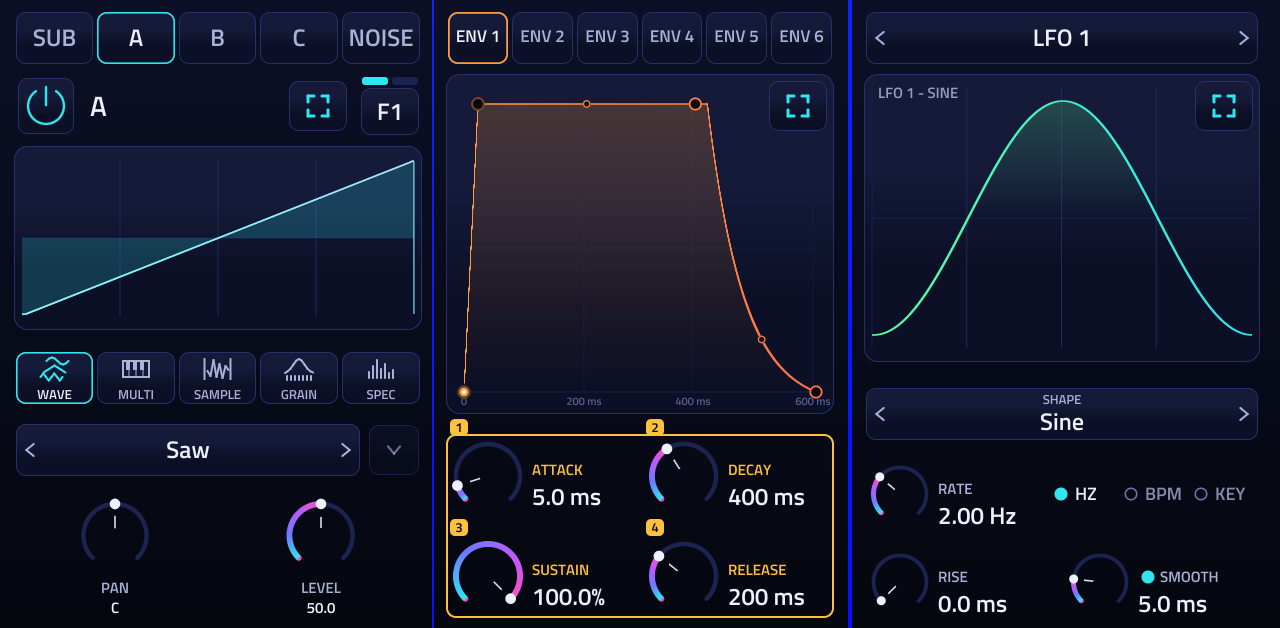 SUB A B C NOISE
A
F1
WAVE MULTI SAMPLE GRAIN SPEC
Saw
PAN LEVEL
C 50.0
ENV 1 ENV 2 ENV 3 ENV 4 ENV 5 ENV 6
0 200 ms 400 ms 600 ms
1 2
ATTACK DECAY
5.0 ms 400 ms
3 4
SUSTAIN RELEASE
100.0% 200 ms
LFO 1
LFO 1 - SINE
SHAPE
Sine
RATE HZ BPM KEY
2.00 Hz
RISE SMOOTH
0.0 ms 5.0 ms